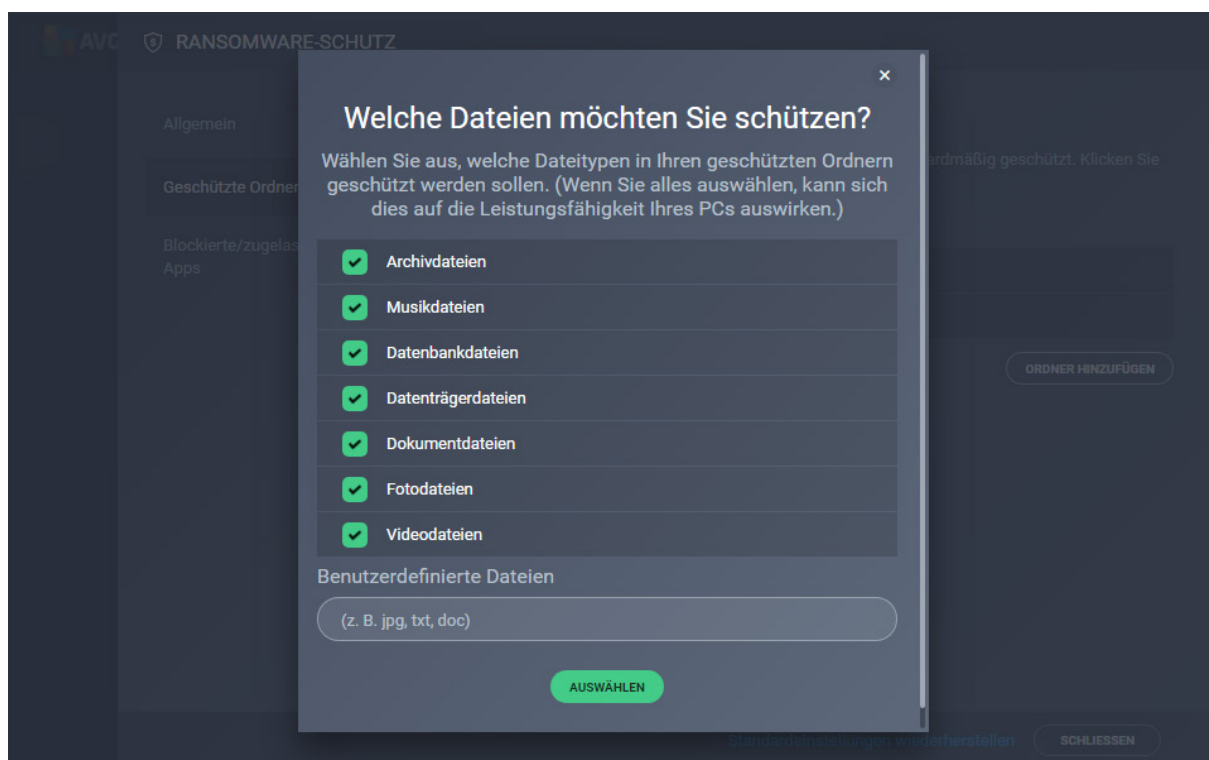 AVG
RANSOMWARE-SCHUTZ
Allgemein
Geschützte Ordner
Blockierte/zugelas
Apps
ardmäßig geschützt. Klicken Sie
ORDNER HINZUFÜGEN
Welche Dateien möchten Sie schützen?
Wählen Sie aus, welche Dateitypen in Ihren geschützten Ordnern
geschützt werden sollen. (Wenn Sie alles auswählen, kann sich
dies auf die Leistungsfähigkeit Ihres PCs auswirken.)
Archivdateien
Musikdateien
Datenbankdateien
Datenträgerdateien
Dokumentdateien
Fotodateien
Videodateien
Benutzerdefinierte Dateien
(z. B. jpg, txt, doc)
AUSWÄHLEN
Standardeinstellungen wiederherstellen
SCHLIESSEN